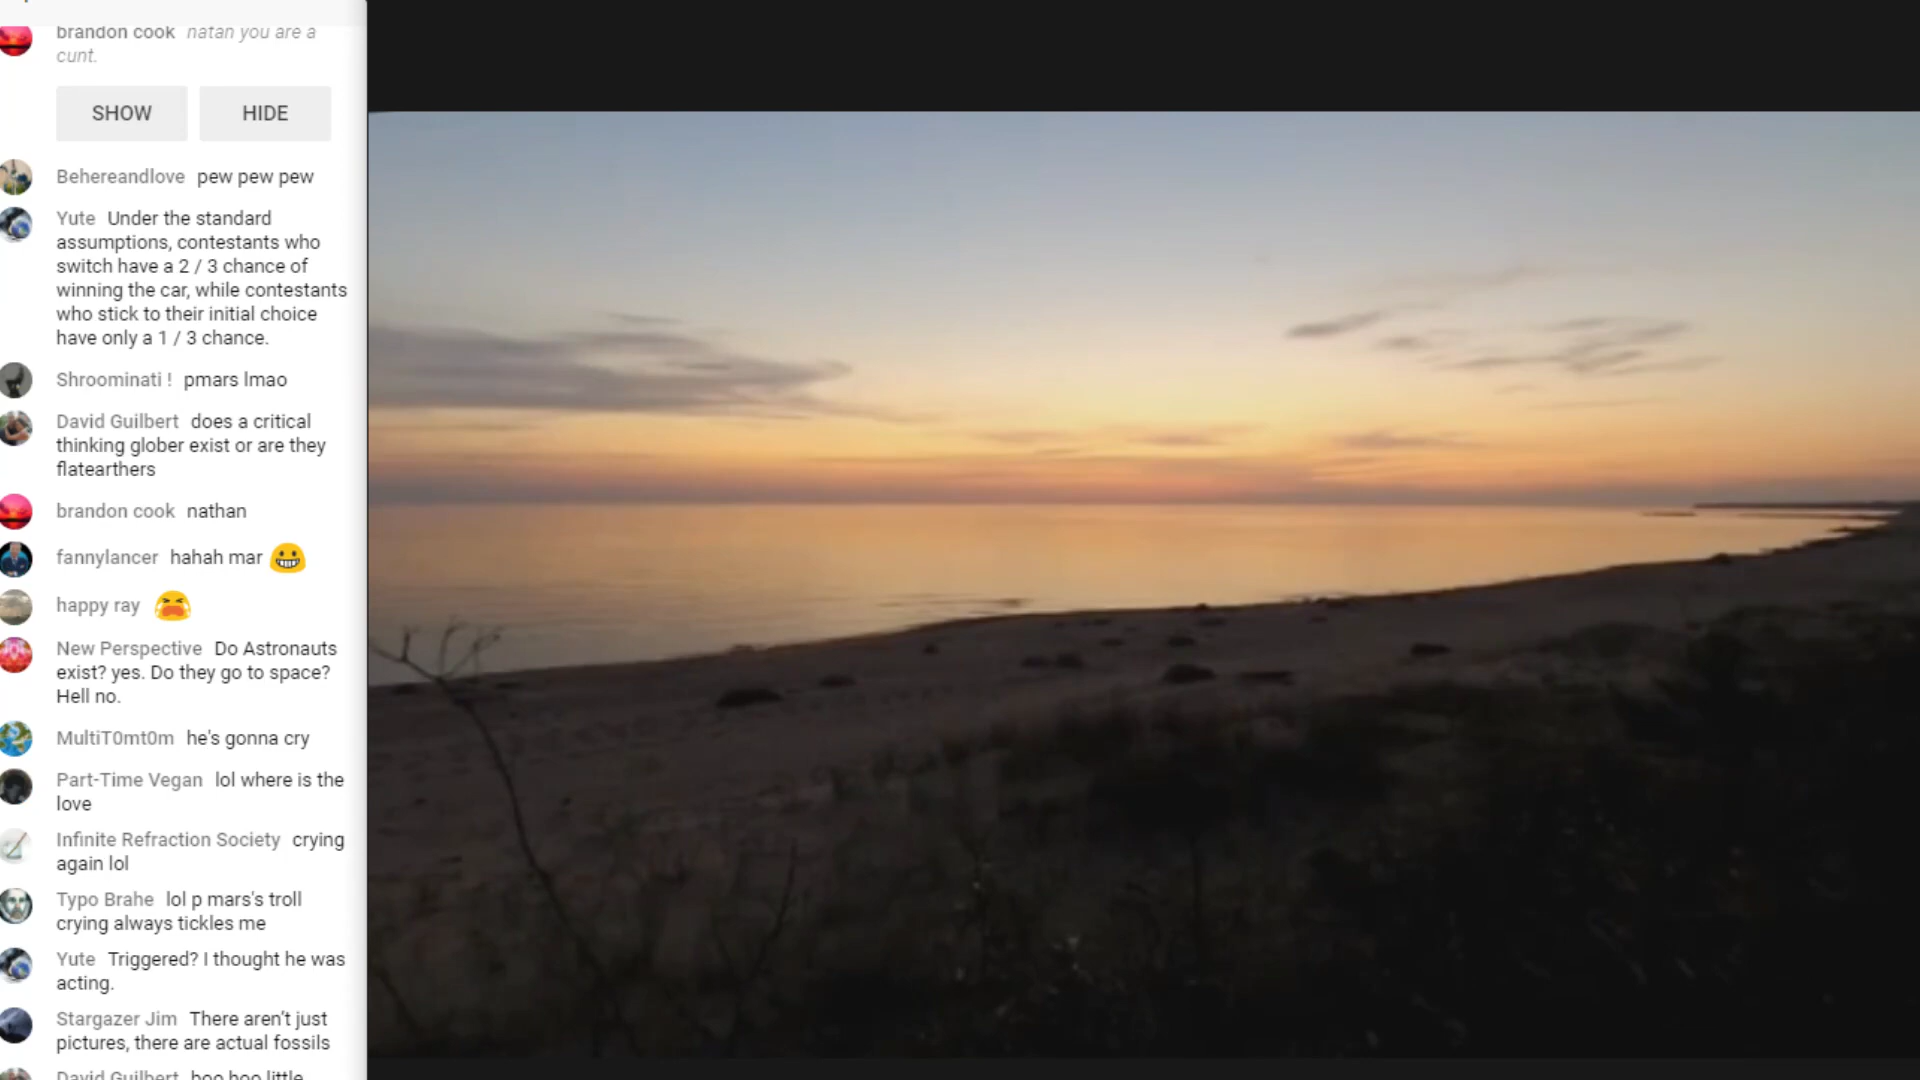 brandon cook natan you are a
cunt.
SHOW HIDE
Behereandlove pew pew pew
Yute Under the standard
assumptions, contestants who
switch have a 2 / 3 chance of
winning the car, while contestants
who stick to their initial choice
have only a 1 / 3 chance.
Shroominati ! pmars lmao
David Guilbert does a critical
thinking glober exist or are they
flatearthers
brandon cook nathan
fannylancer hahah mar
happy ray
New Perspective Do Astronauts
exist? yes. Do they go to space?
Hell no.
MultiT0mt0m he's gonna cry
Part-Time Vegan lol where is the
love
Infinite Refraction Society crying
again lol
Typo Brahe lol p mars's troll
crying always tickles me
Yute Triggered? I thought he was
acting.
Stargazer Jim There aren't just
pictures, there are actual fossils
David Guilbert boo hoo little